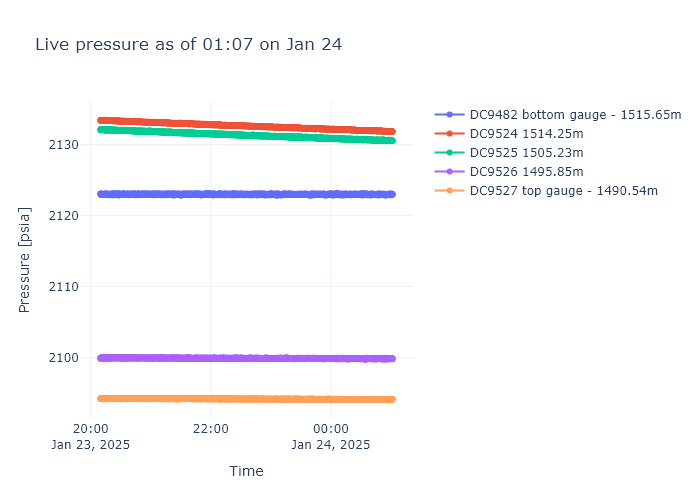 Live pressure as of 01:07 on Jan 24
DC9482 bottom gauge - 1515.65m
DC9524 1514.25m
DC9525 1505.23m
DC9526 1495.85m
DC9527 top gauge - 1490.54m
Pressure [psia]
2130
2120
2110
2100
20:00
Jan 23, 2025
22:00
00:00
Jan 24, 2025
Time